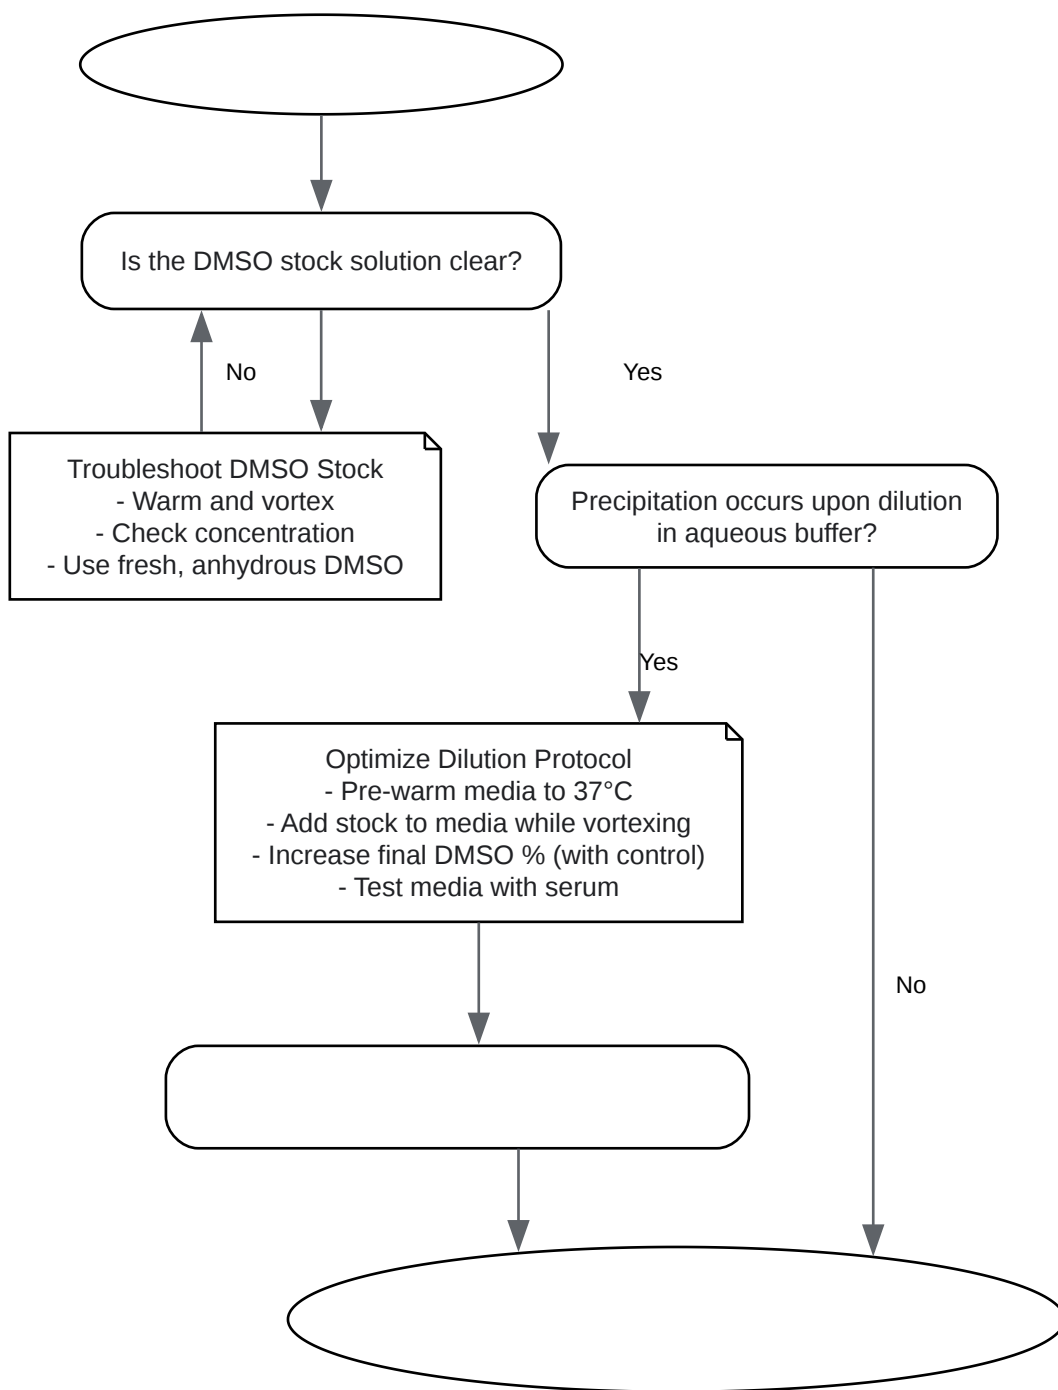 Is the DMSO stock solution clear?
No
Yes
Troubleshoot DMSO Stock
- Warm and vortex
- Check concentration
- Use fresh, anhydrous DMSO
Precipitation occurs upon dilution
in aqueous buffer?
Yes
Optimize Dilution Protocol
- Pre-warm media to 37°C
- Add stock to media while vortexing
- Increase final DMSO % (with control)
- Test media with serum
No